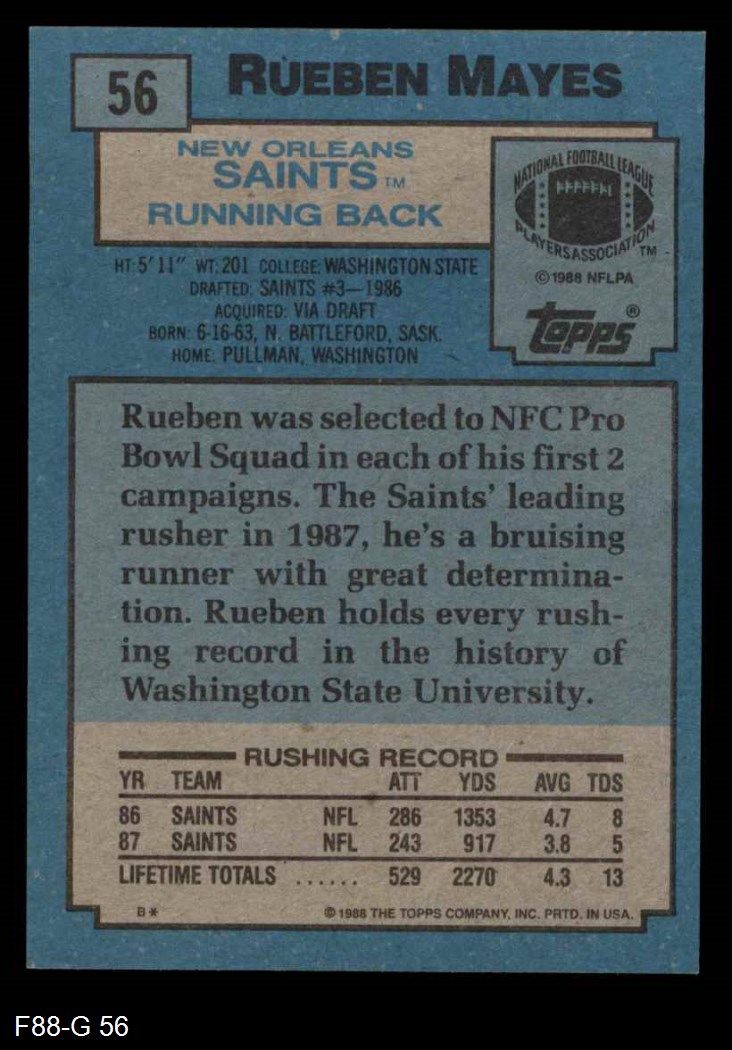 56
RUEBEN MAYES
NEW ORLEANS
SAINTS TM
RUNNING BACK
NATIONAL FOOTBALL LEAGUE
PLAYERS ASSOCIATION TM
©1988 NFLPA
topps®
HT: 5'11" WT: 201 COLLEGE: WASHINGTON STATE
DRAFTED: SAINTS #3—1986
ACQUIRED: VIA DRAFT
BORN: 6-16-63, N. BATTLEFORD, SASK.
HOME: PULLMAN, WASHINGTON
Rueben was selected to NFC Pro
Bowl Squad in each of his first 2
campaigns. The Saints' leading
rusher in 1987, he's a bruising
runner with great determina-
tion. Rueben holds every rush-
ing record in the history of
Washington State University.
RUSHING RECORD
YR TEAM ATT YDS AVG TDS
86 SAINTS NFL 286 1353 4.7 8
87 SAINTS NFL 243 917 3.8 5
LIFETIME TOTALS ...... 529 2270 4.3 13
B* © 1988 THE TOPPS COMPANY, INC. PRTD. IN USA.
F88-G 56